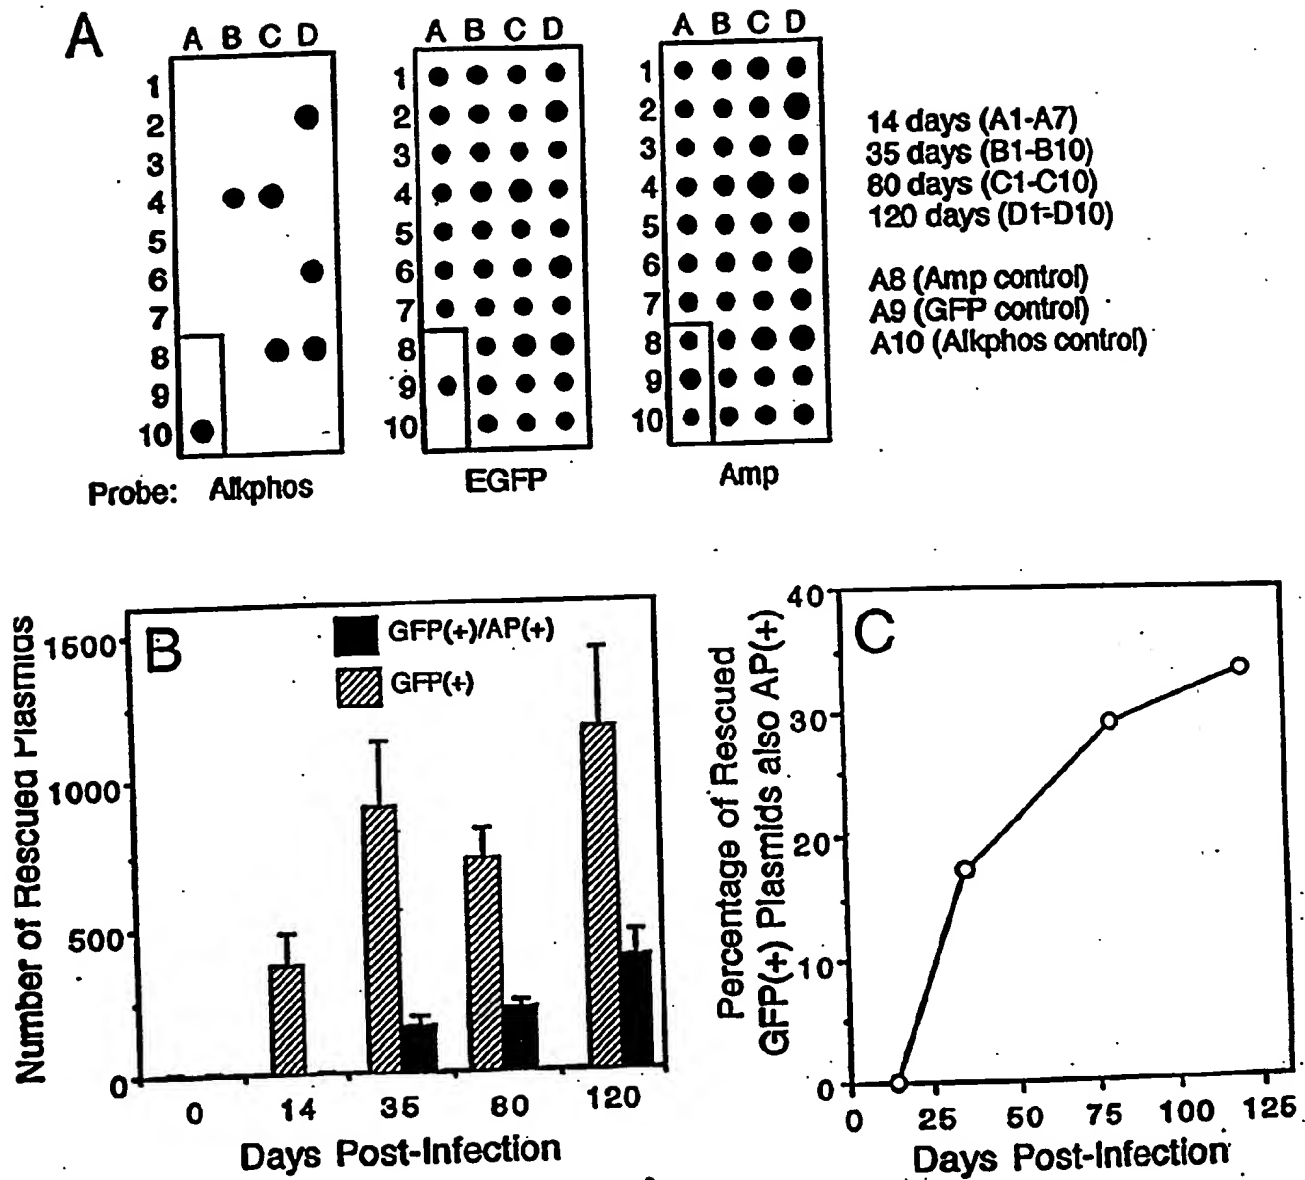 A
A B C D
A B C D
A B C D
1
2
3
4
5
6
7
8
9
10
1
2
3
4
5
6
7
8
9
10
1
2
3
4
5
6
7
8
9
10
14 days (A1-A7)
35 days (B1-B10)
80 days (C1-C10)
120 days (D1-D10)
A8 (Amp control)
A9 (GFP control)
A10 (Alkphos control)
Probe: Alkphos
EGFP
Amp
B
GFP(+)/AP(+)
GFP(+)
Number of Rescued Plasmids
1500
1000
500
0
0 14 35 80 120
Days Post-Infection
C
Percentage of Rescued
GFP(+) Plasmids also AP(+)
40
30
20
10
0
0 25 50 75 100 125
Days Post-Infection